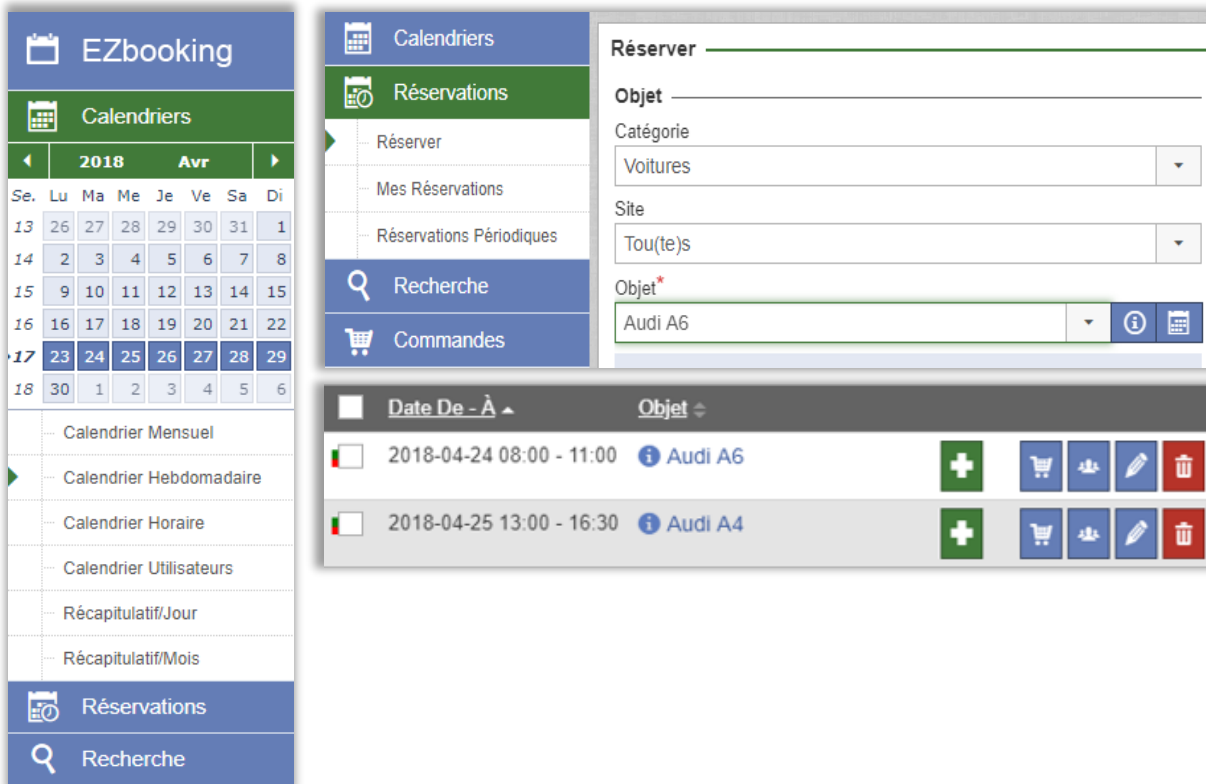 EZbooking
Calendriers
2018 Avr
Se. Lu Ma Me Je Ve Sa Di
13 26 27 28 29 30 31 1
14 2 3 4 5 6 7 8
15 9 10 11 12 13 14 15
16 16 17 18 19 20 21 22
17 23 24 25 26 27 28 29
18 30 1 2 3 4 5 6
Calendrier Mensuel
Calendrier Hebdomadaire
Calendrier Horaire
Calendrier Utilisateurs
Récapitulatif/Jour
Récapitulatif/Mois
Réservations
Recherche
Calendriers
Réservations
Réserver
Mes Réservations
Réservations Périodiques
Recherche
Commandes
Réserver
Objet
Catégorie
Voitures
Site
Tou(te)s
Objet*
Audi A6
Date De - À Objet
2018-04-24 08:00 - 11:00 Audi A6
2018-04-25 13:00 - 16:30 Audi A4